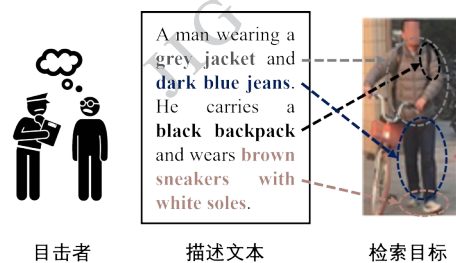 A man wearing a
grey jacket and
dark blue jeans.
He carries a
black backpack
and wears brown
sneakers with
white soles.
JIG
目击者
描述文本
检索目标